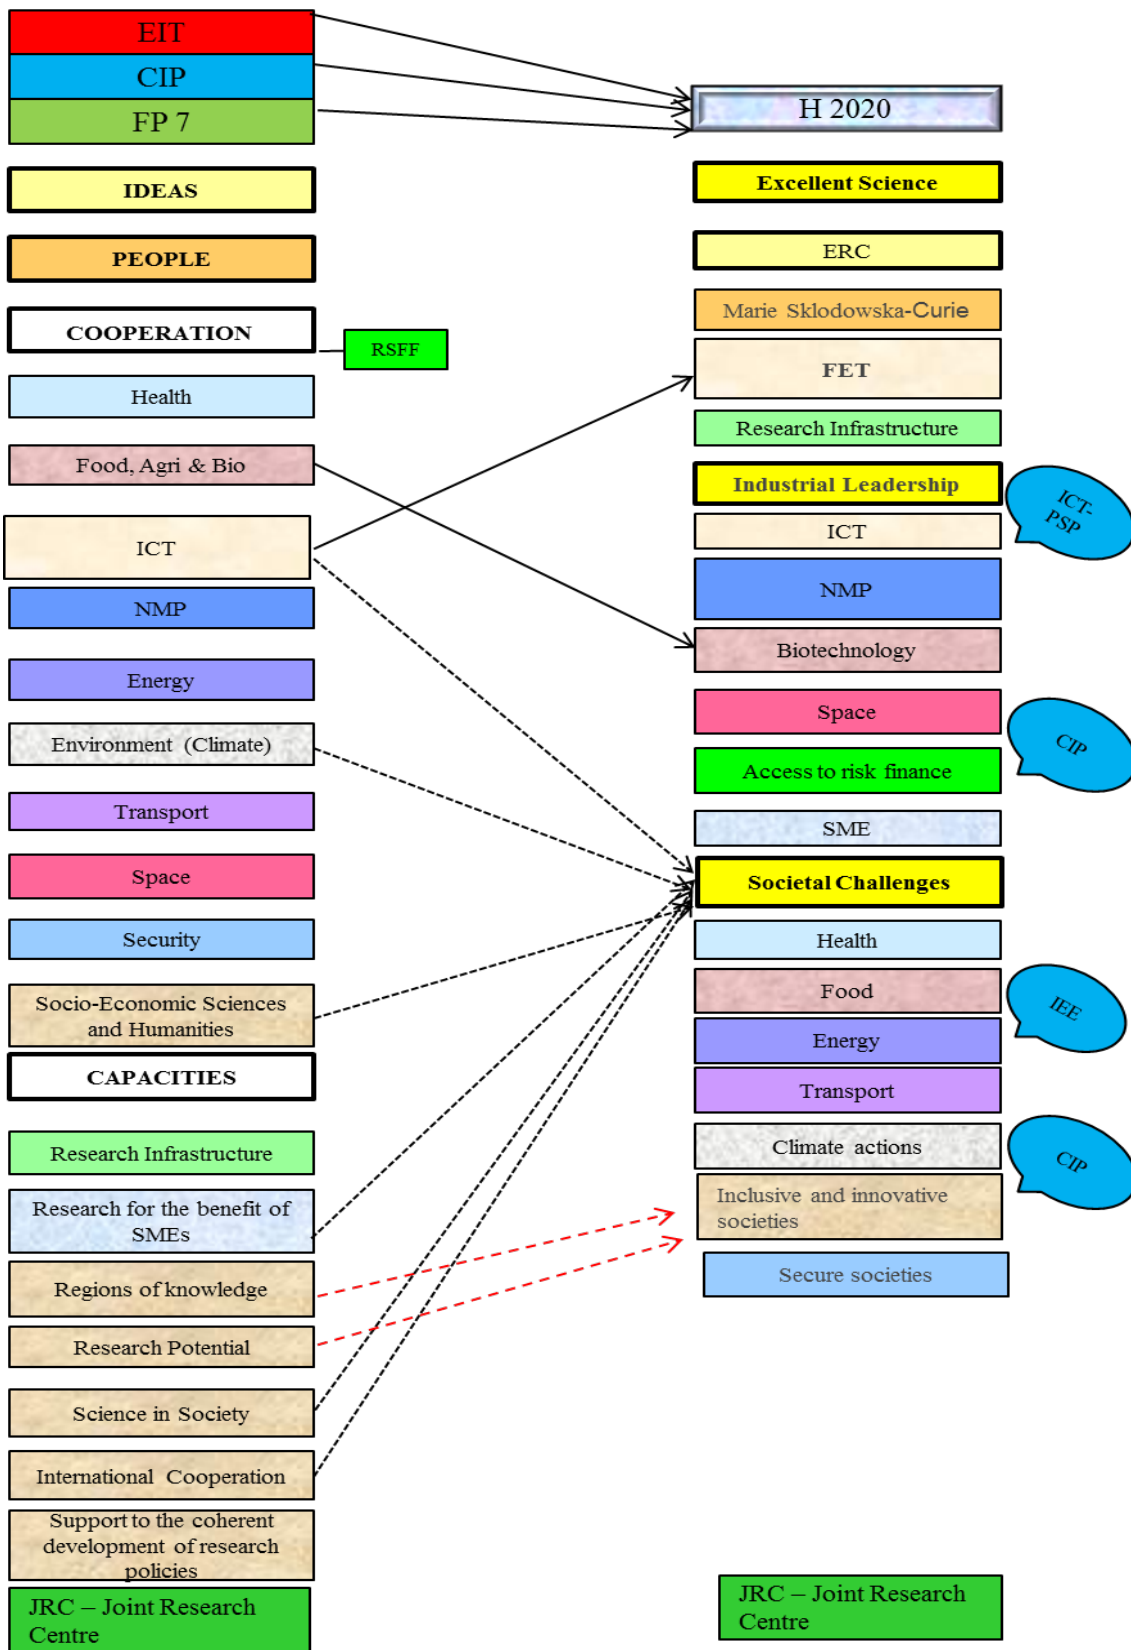 EIT
CIP
FP 7
IDEAS
PEOPLE
COOPERATION
RSFF
Health
Food, Agri & Bio
ICT
NMP
Energy
Environment (Climate)
Transport
Space
Security
Socio-Economic Sciences
and Humanities
CAPACITIES
Research Infrastructure
Research for the benefit of
SMEs
Regions of knowledge
Research Potential
Science in Society
International Cooperation
Support to the coherent
development of research
policies
JRC – Joint Research
Centre
H 2020
Excellent Science
ERC
Marie Sklodowska-Curie
FET
Research Infrastructure
Industrial Leadership
ICT-
PSP
ICT
NMP
Biotechnology
Space
CIP
Access to risk finance
SME
Societal Challenges
Health
Food
IEE
Energy
Transport
Climate actions
CIP
Inclusive and innovative
societies
Secure societies
JRC – Joint Research
Centre